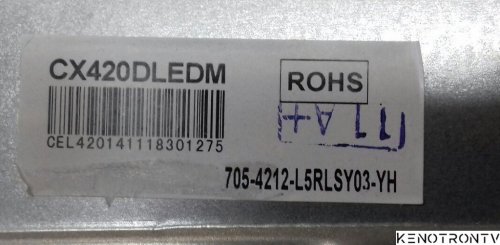 CX420DLEDM
ROHS
CEL420141118301275
705-4212-L5RLSY03-YH
KENOTRONTV